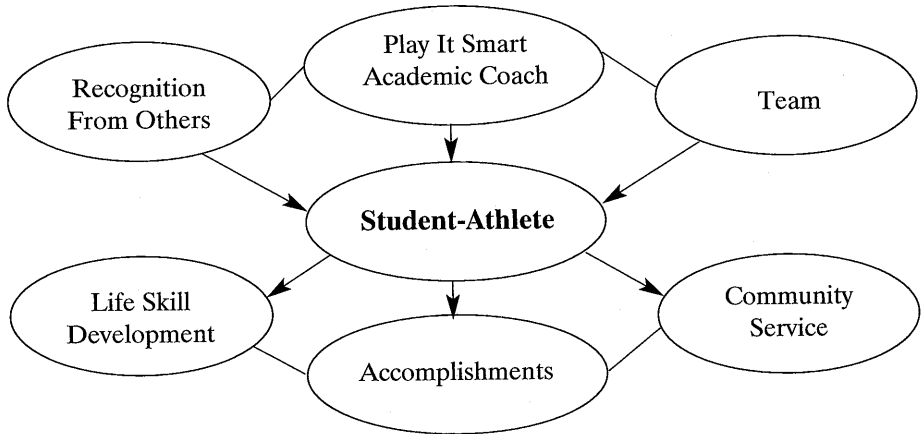 Play It Smart
Academic Coach
Recognition
From Others
Team
Student-Athlete
Life Skill
Development
Community
Service
Accomplishments